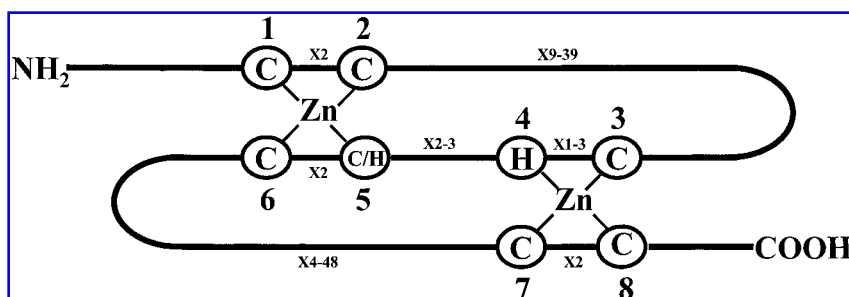 1 2
NH2 C X2 C X9-39
Zn 4 3
C X2 C/H X2-3 H X1-3 C
6 5 Zn
X4-48 C X2 C COOH
7 8